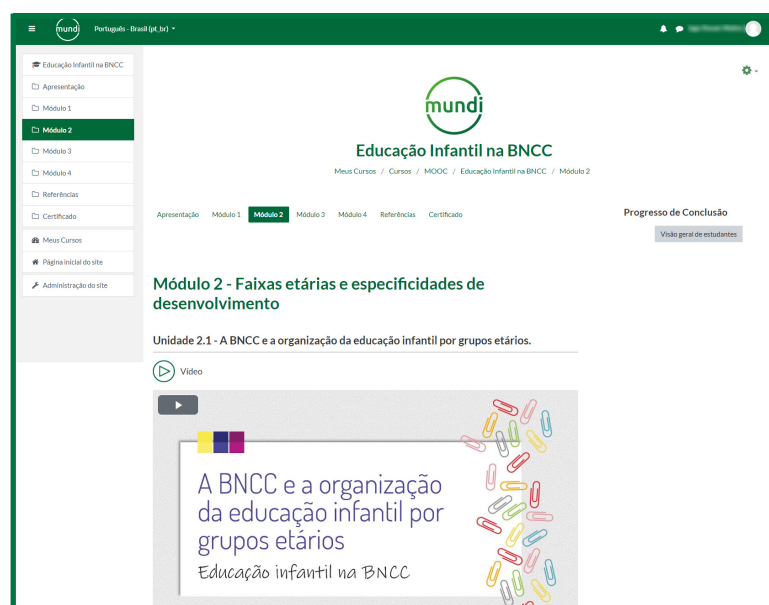 mundi
Português - Brasil (pt_br)
Educação Infantil na BNCC
Apresentação
Módulo 1
Módulo 2
Módulo 3
Módulo 4
Referências
Certificado
Meus Cursos
Página inicial do site
Administração do site
mundi
Educação Infantil na BNCC
Meus Cursos / Cursos / MOOC / Educação Infantil na BNCC / Módulo 2
Apresentação Módulo 1 Módulo 2 Módulo 3 Módulo 4 Referências Certificado
Progresso de Conclusão
Visão geral de estudantes
Módulo 2 - Faixas etárias e especificidades de
desenvolvimento
Unidade 2.1 - A BNCC e a organização da educação infantil por grupos etários.
Vídeo
A BNCC e a organização
da educação infantil por
grupos etários
Educação infantil na BNCC